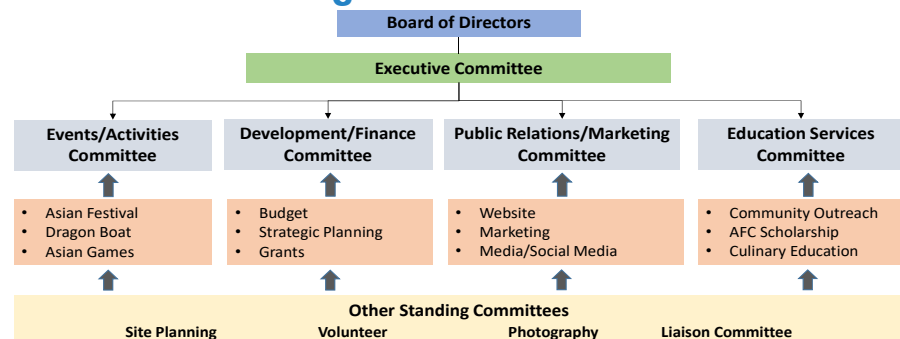 Board of Directors
Executive Committee
Events/Activities
Committee
Development/Finance
Committee
Public Relations/Marketing
Committee
Education Services
Committee
• Asian Festival
• Dragon Boat
• Asian Games
• Budget
• Strategic Planning
• Grants
• Website
• Marketing
• Media/Social Media
• Community Outreach
• AFC Scholarship
• Culinary Education
Other Standing Committees
Site Planning Volunteer Photography Liaison Committee